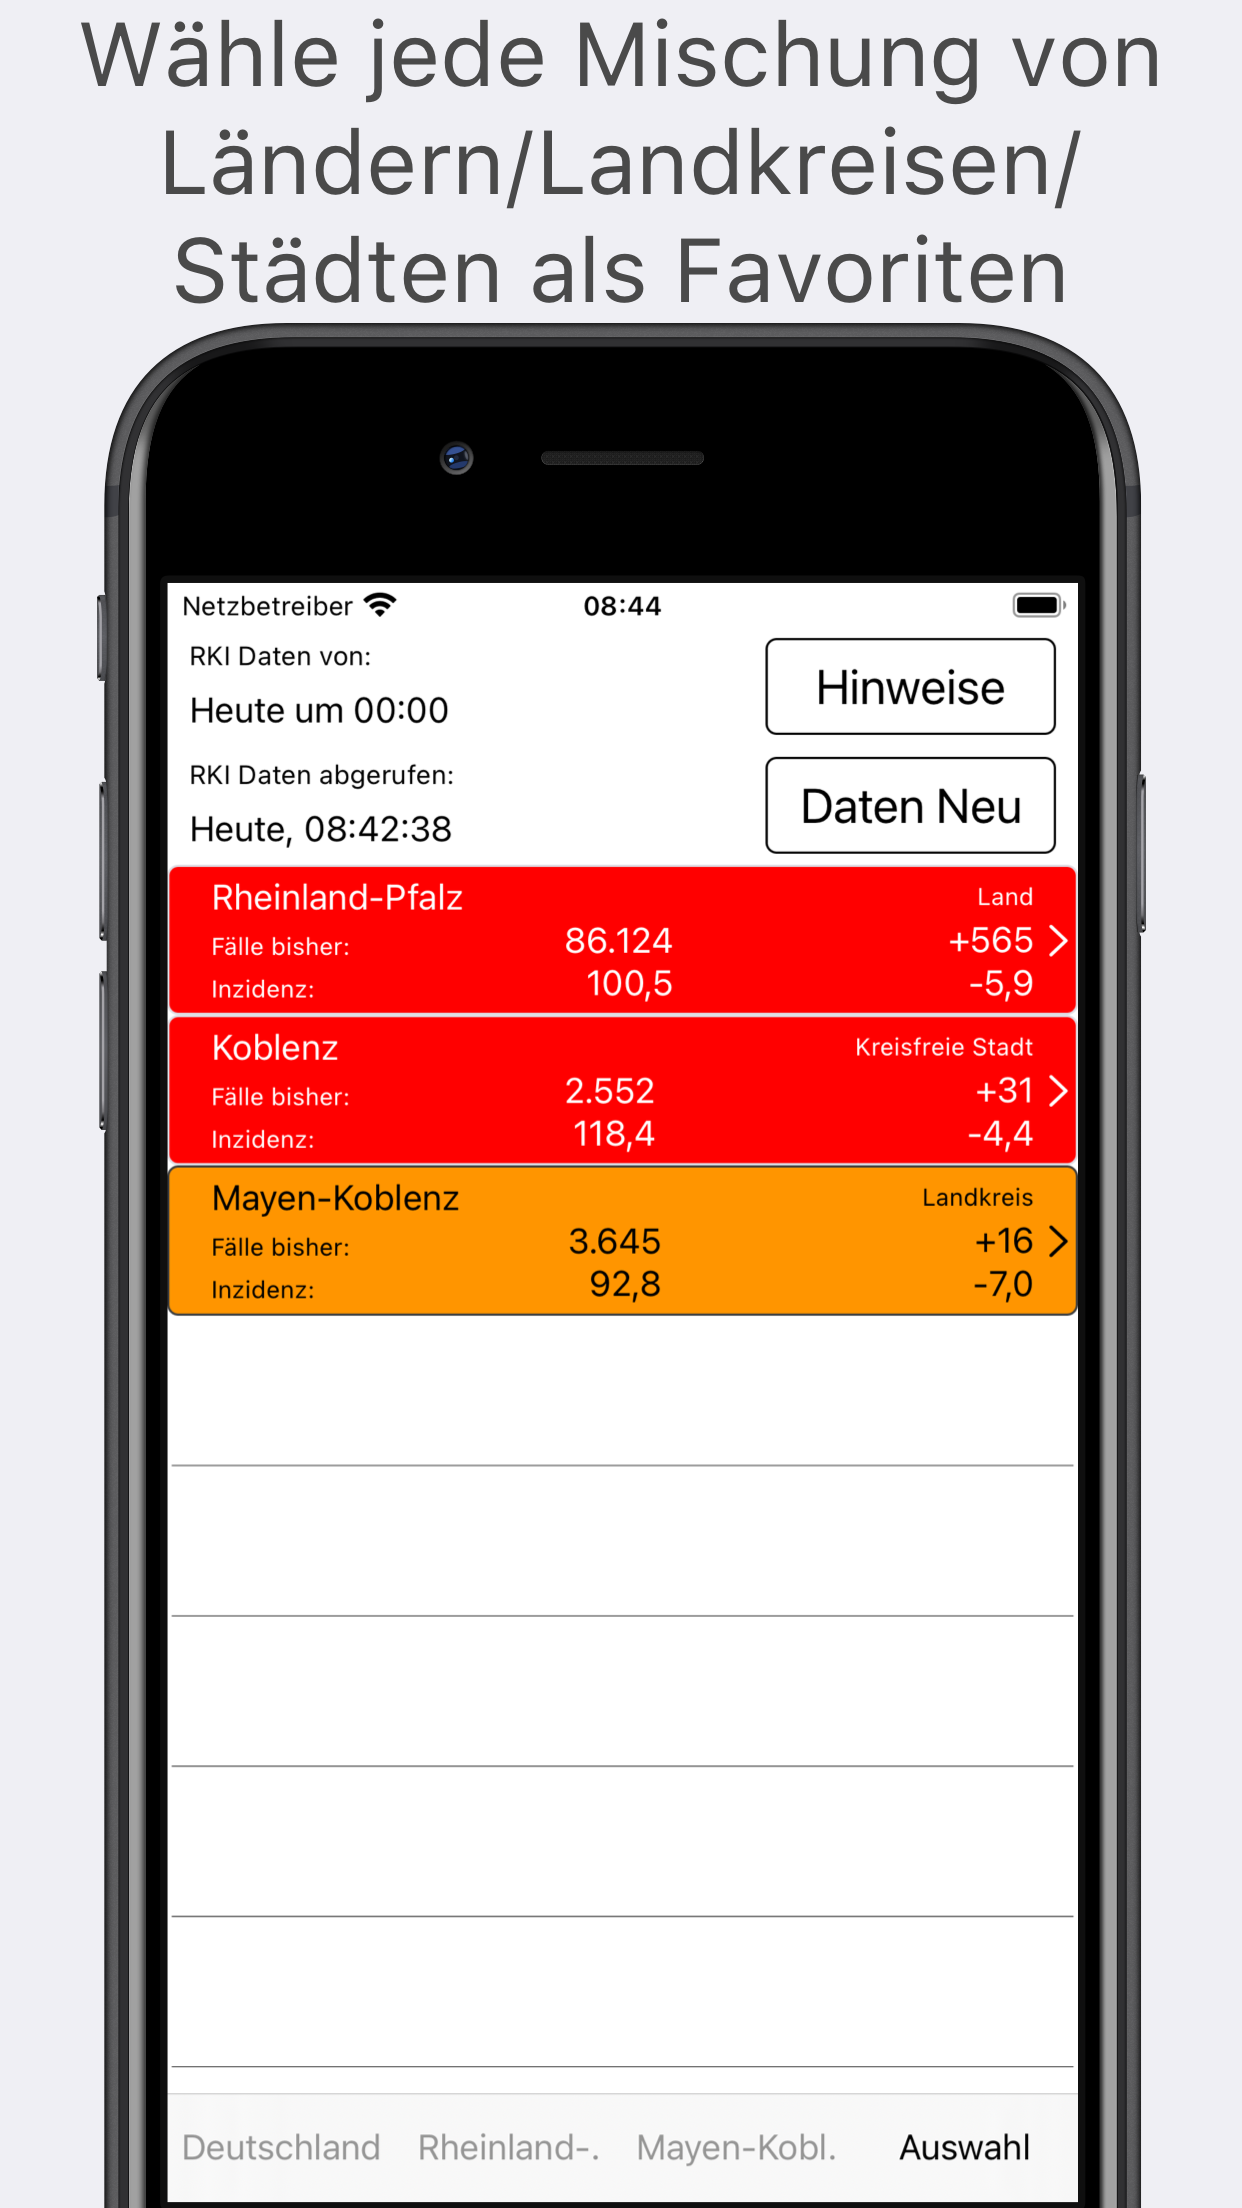 Wähle jede Mischung von
Ländern/Landkreisen/
Städten als Favoriten
Netzbetreiber 08:44
RKI Daten von:
Heute um 00:00
Hinweise
RKI Daten abgerufen:
Heute, 08:42:38
Daten Neu
Rheinland-Pfalz Land
Fälle bisher: 86.124 +565
Inzidenz: 100,5 -5,9
Koblenz Kreisfreie Stadt
Fälle bisher: 2.552 +31
Inzidenz: 118,4 -4,4
Mayen-Koblenz Landkreis
Fälle bisher: 3.645 +16
Inzidenz: 92,8 -7,0
Deutschland Rheinland-. Mayen-Kobl. Auswahl